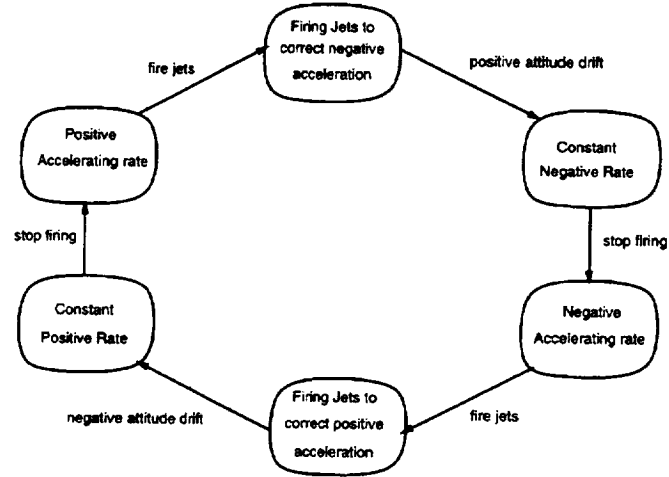 Firing Jets to
correct negative
acceleration
fire jets
positive attitude drift
Positive
Accelerating rate
Constant
Negative Rate
stop firing
stop firing
Constant
Positive Rate
Negative
Accelerating rate
Firing Jets to
correct positive
acceleration
negative attitude drift
fire jets